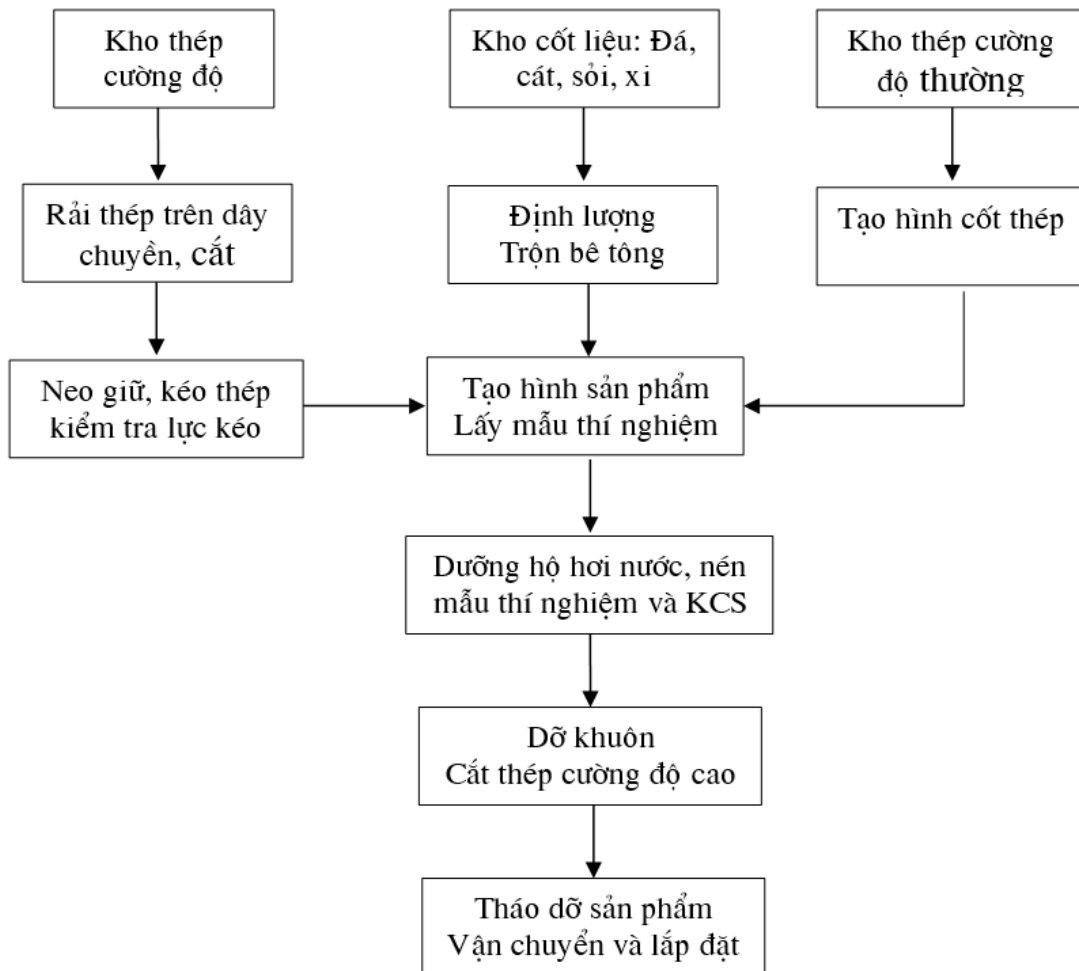 Kho thép
cường độ
Kho cốt liệu: Đá,
cát, sỏi, xi
Kho thép cường
độ thường
Rải thép trên dây
chuyền, cắt
Định lượng
Trộn bê tông
Tạo hình cốt thép
Neo giữ, kéo thép
kiểm tra lực kéo
Tạo hình sản phẩm
Lấy mẫu thí nghiệm
Dưỡng hộ hơi nước, nén
mẫu thí nghiệm và KCS
Dỡ khuôn
Cắt thép cường độ cao
Tháo dỡ sản phẩm
Vận chuyển và lắp đặt